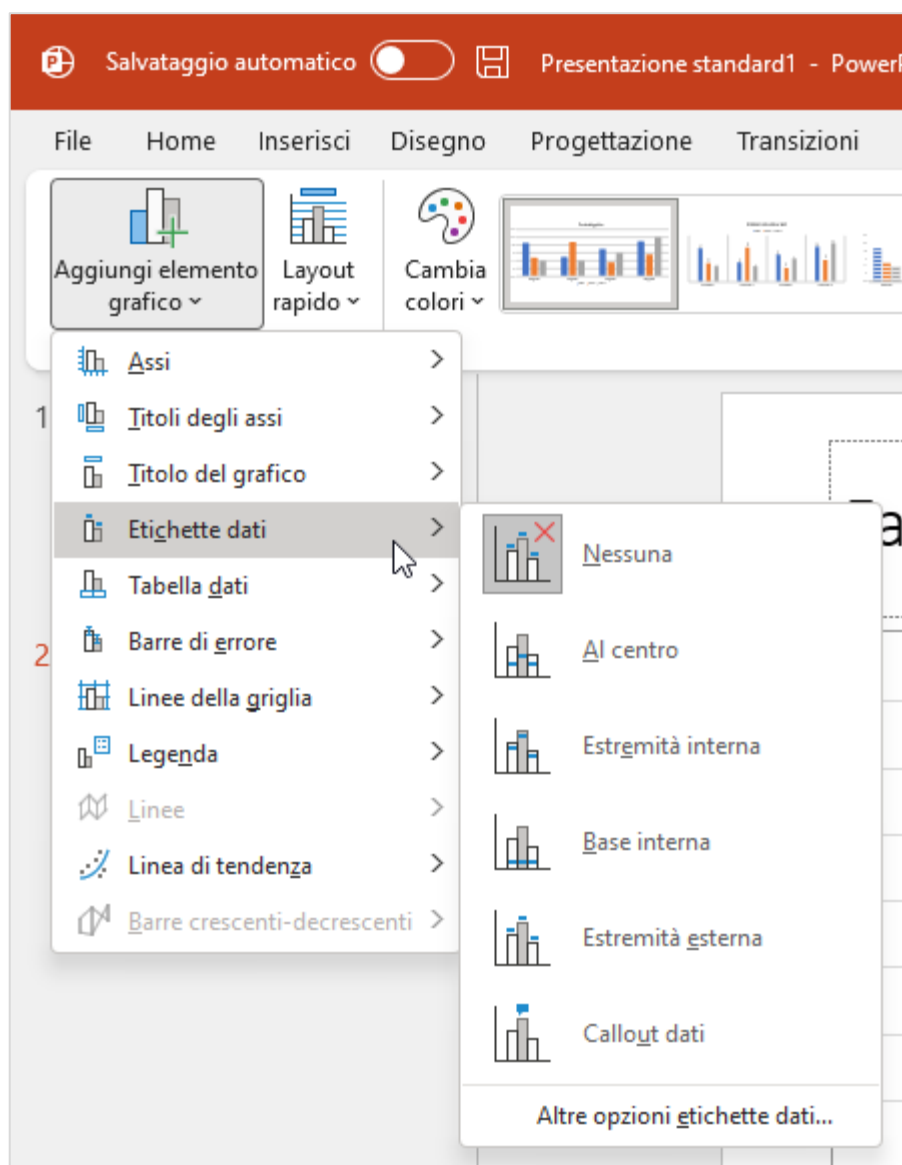 Salvataggio automatico
Presentazione standard1 - Power
File Home Inserisci Disegno Progettazione Transizioni
Aggiungi elemento grafico
Layout rapido
Cambia colori
1
2
Assi
Titoli degli assi
Titolo del grafico
Etichette dati
Tabella dati
Barre di errore
Linee della griglia
Legenda
Linee
Linea di tendenza
Barre crescenti-decrescenti
Nessuna
Al centro
Estremità interna
Base interna
Estremità esterna
Callout dati
Altre opzioni etichette dati...